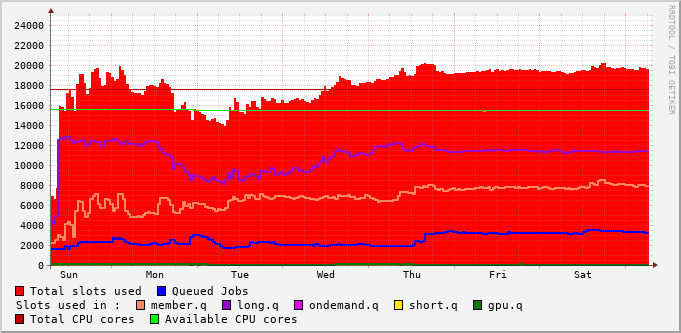 RRDTOOL / TOBI OETIKER
24000
22000
20000
18000
16000
14000
12000
10000
8000
6000
4000
2000
0
Sun Mon Tue Wed Thu Fri Sat
Total slots used Queued Jobs
Slots used in : member.q long.q ondemand.q short.q gpu.q
Total CPU cores Available CPU cores